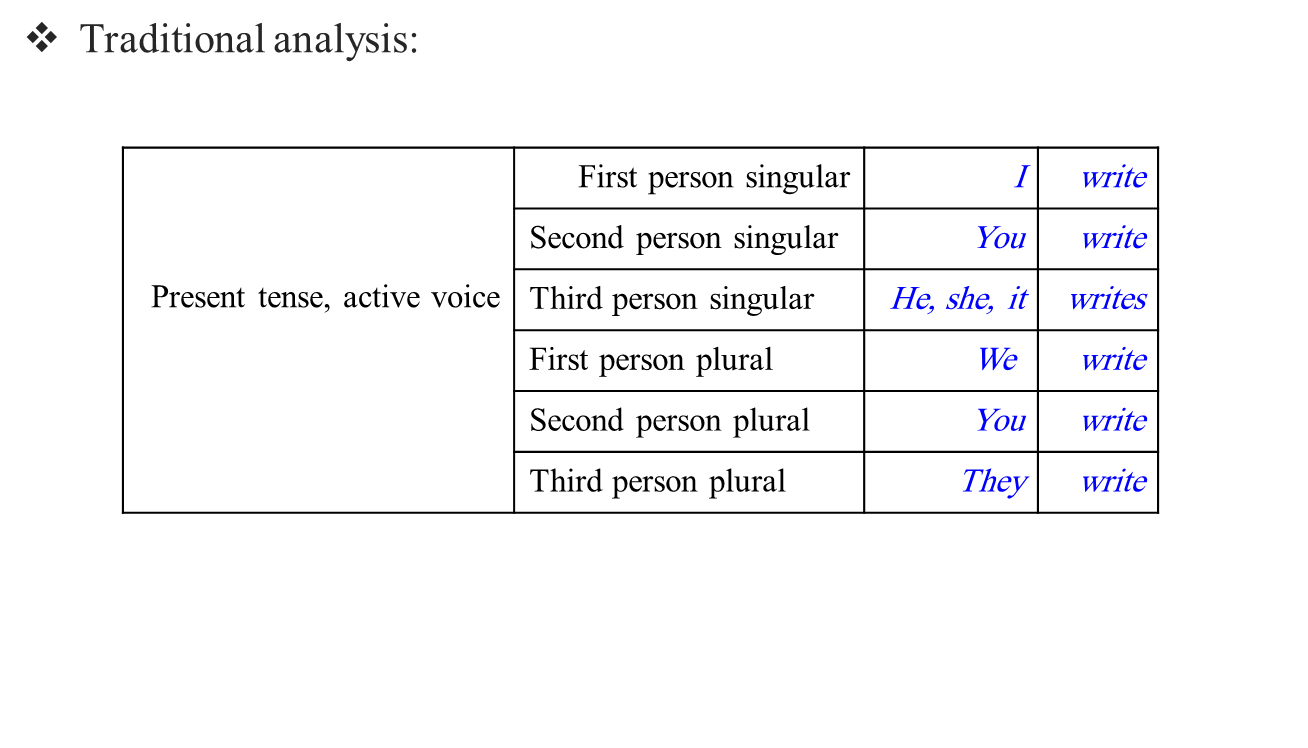 ❖ Traditional analysis:
First person singular I write
Second person singular You write
Present tense, active voice Third person singular He, she, it writes
First person plural We write
Second person plural You write
Third person plural They write